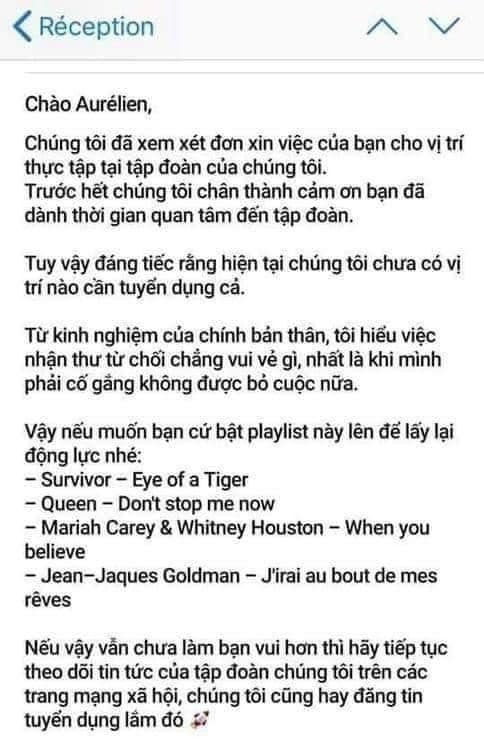 Réception
Chào Aurélien,
Chúng tôi đã xem xét đơn xin việc của bạn cho vị trí
thực tập tại tập đoàn của chúng tôi.
Trước hết chúng tôi chân thành cảm ơn bạn đã
dành thời gian quan tâm đến tập đoàn.
Tuy vậy đáng tiếc rằng hiện tại chúng tôi chưa có vị
trí nào cần tuyển dụng cả.
Từ kinh nghiệm của chính bản thân, tôi hiểu việc
nhận thư từ chối chẳng vui vẻ gì, nhất là khi mình
phải cố gắng không được bỏ cuộc nữa.
Vậy nếu muốn bạn cứ bật playlist này lên để lấy lại
động lực nhé:
– Survivor – Eye of a Tiger
– Queen – Don't stop me now
– Mariah Carey & Whitney Houston – When you
believe
– Jean–Jaques Goldman – J'irai au bout de mes
rêves
Nếu vậy vẫn chưa làm bạn vui hơn thì hãy tiếp tục
theo dõi tin tức của tập đoàn chúng tôi trên các
trang mạng xã hội, chúng tôi cũng hay đăng tin
tuyển dụng lắm đó 🚀